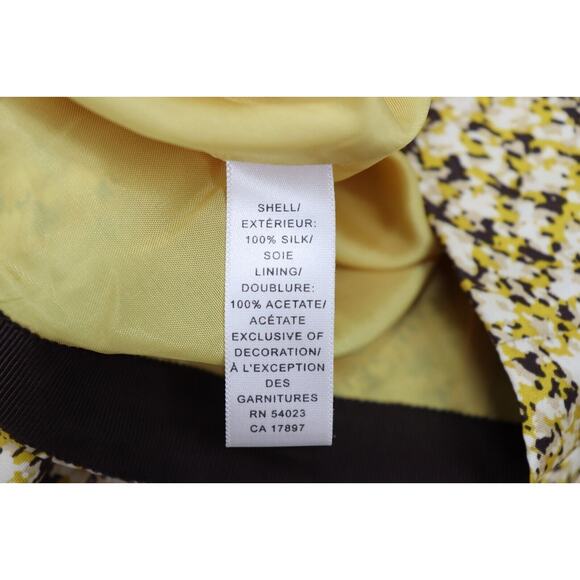 SHELL/
EXTÉRIEUR:
100% SILK/
SOIE
LINING/
DOUBLURE:
100% ACETATE/
ACÉTATE
EXCLUSIVE OF
DECORATION/
À L'EXCEPTION
DES
GARNITURES
RN 54023
CA 17897